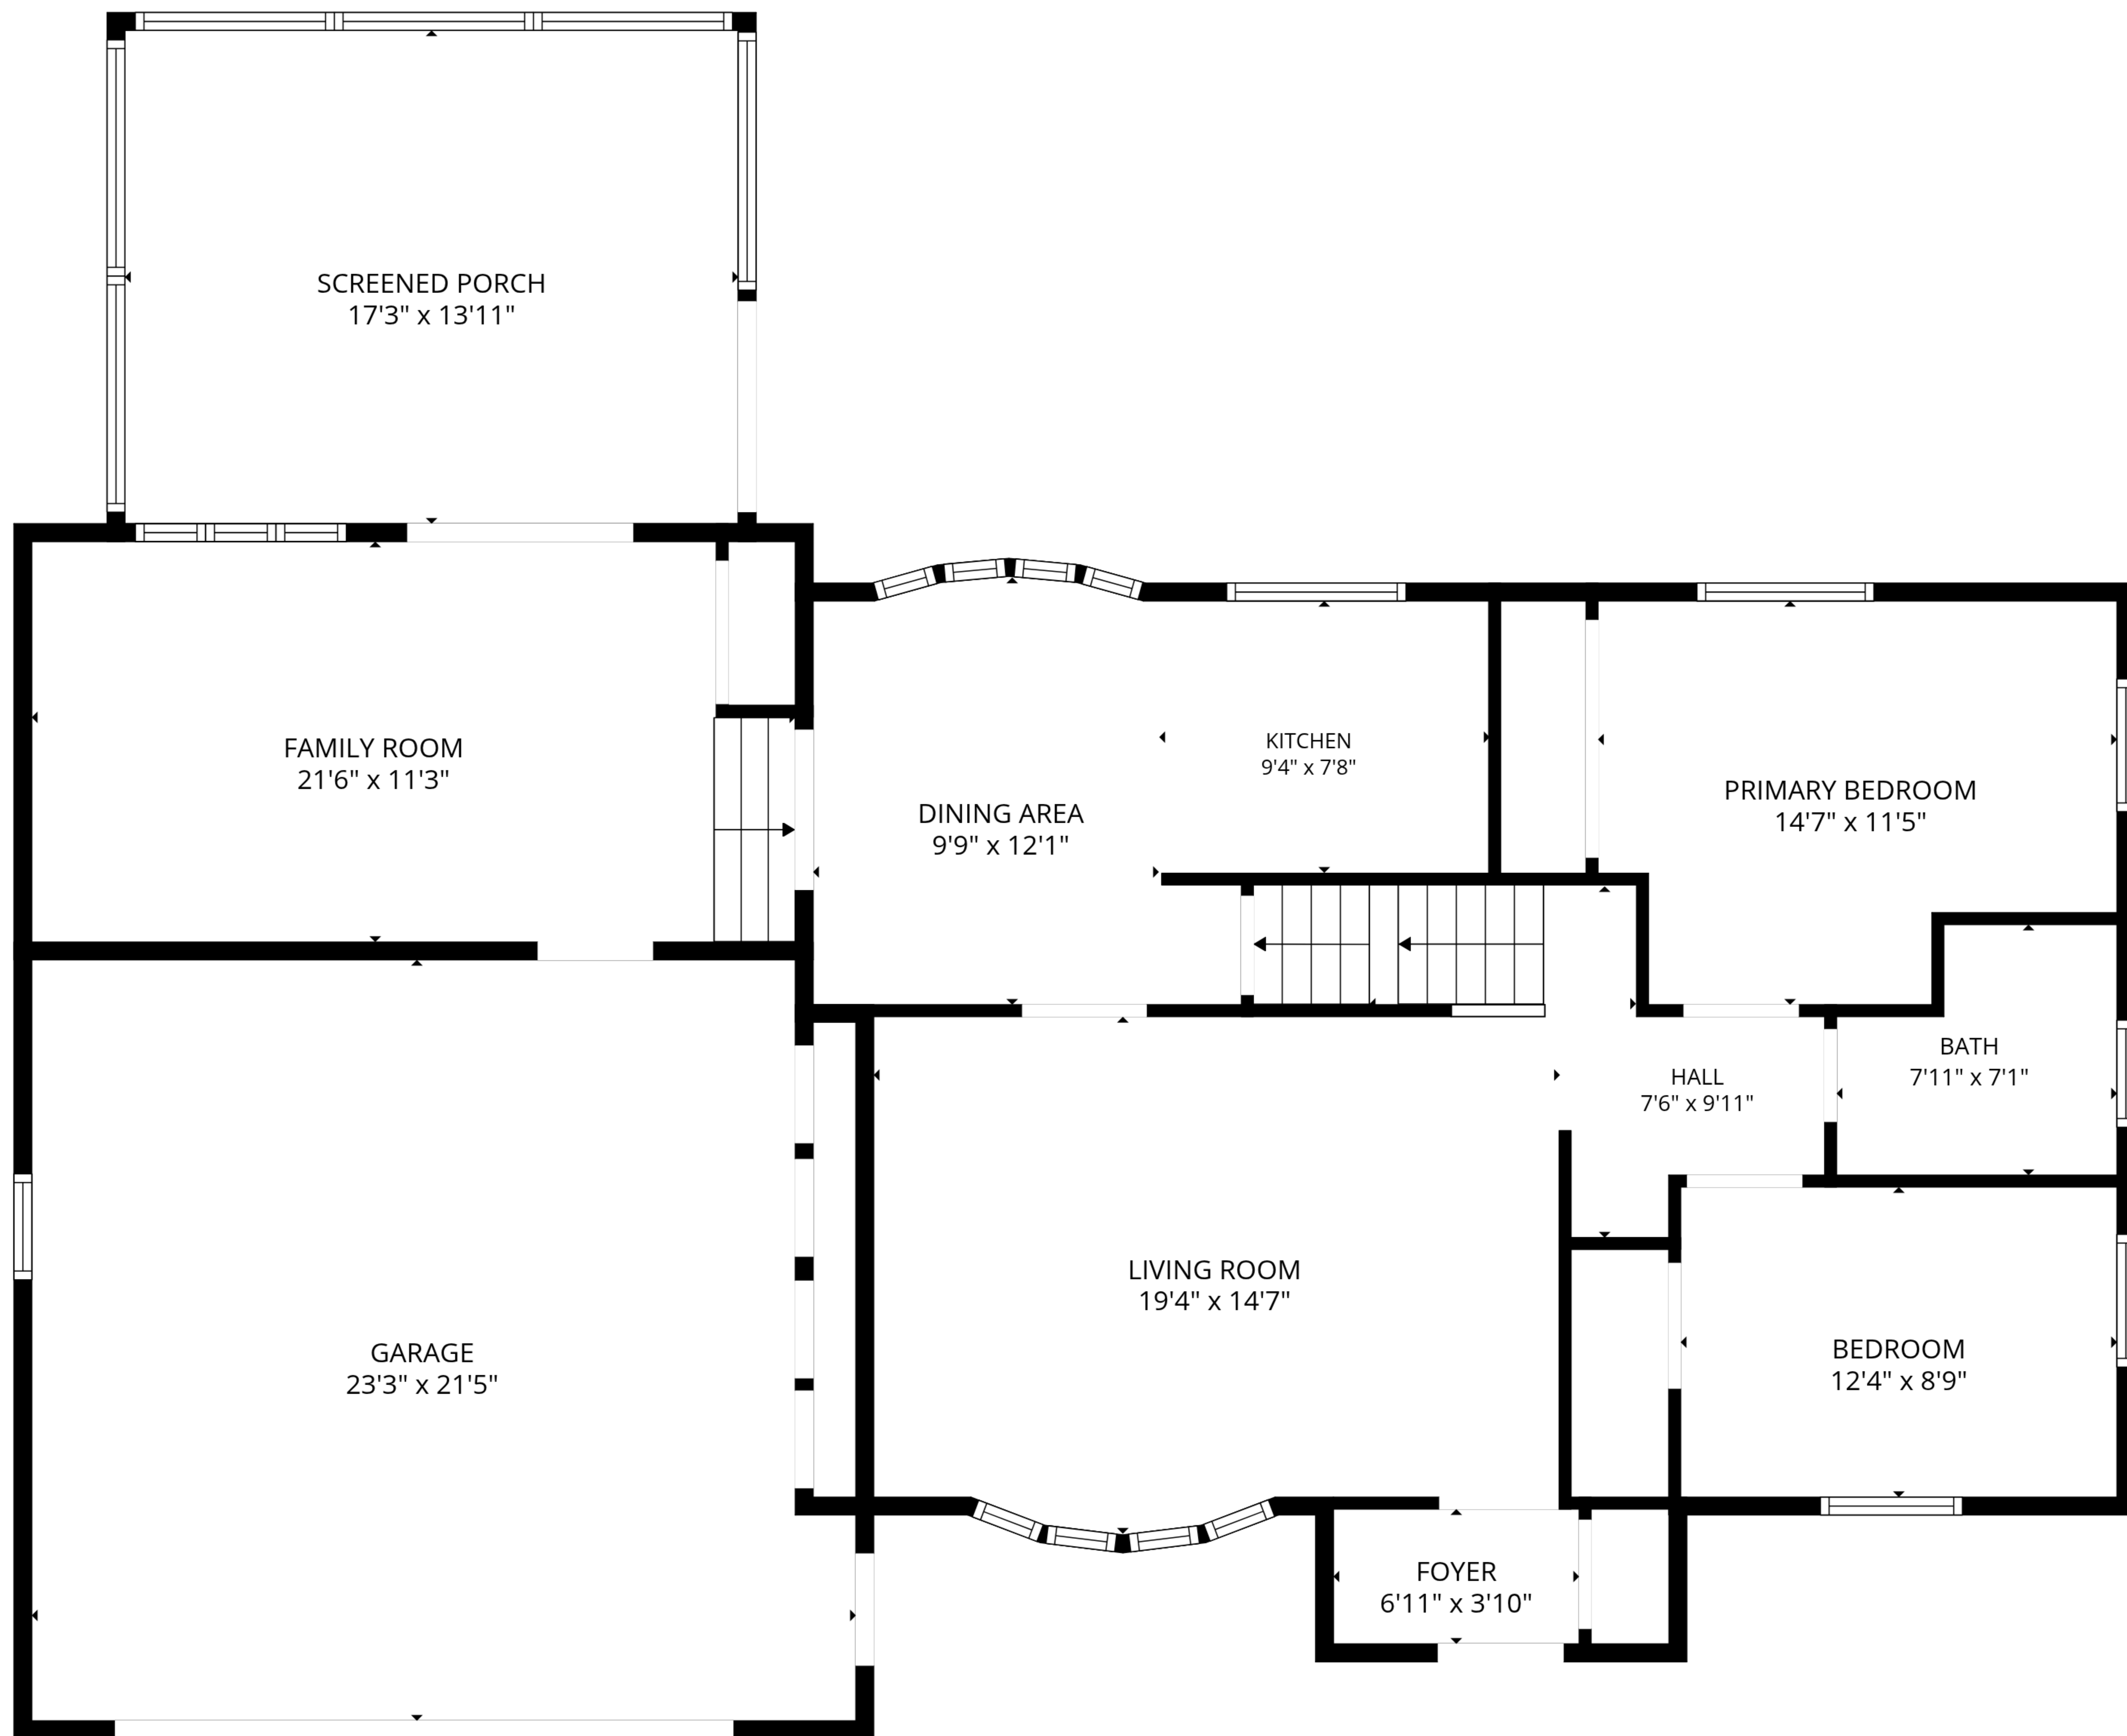 SCREENED PORCH
17'3" x 13'11"
FAMILY ROOM
21'6" x 11'3"
KITCHEN
9'4" x 7'8"
DINING AREA
9'9" x 12'1"
PRIMARY BEDROOM
14'7" x 11'5"
BATH
7'11" x 7'1"
HALL
7'6" x 9'11"
LIVING ROOM
19'4" x 14'7"
GARAGE
23'3" x 21'5"
BEDROOM
12'4" x 8'9"
FOYER
6'11" x 3'10"